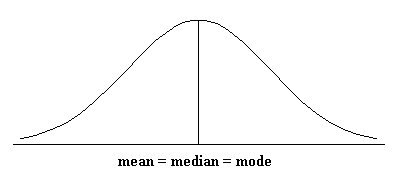 mean = median = mode